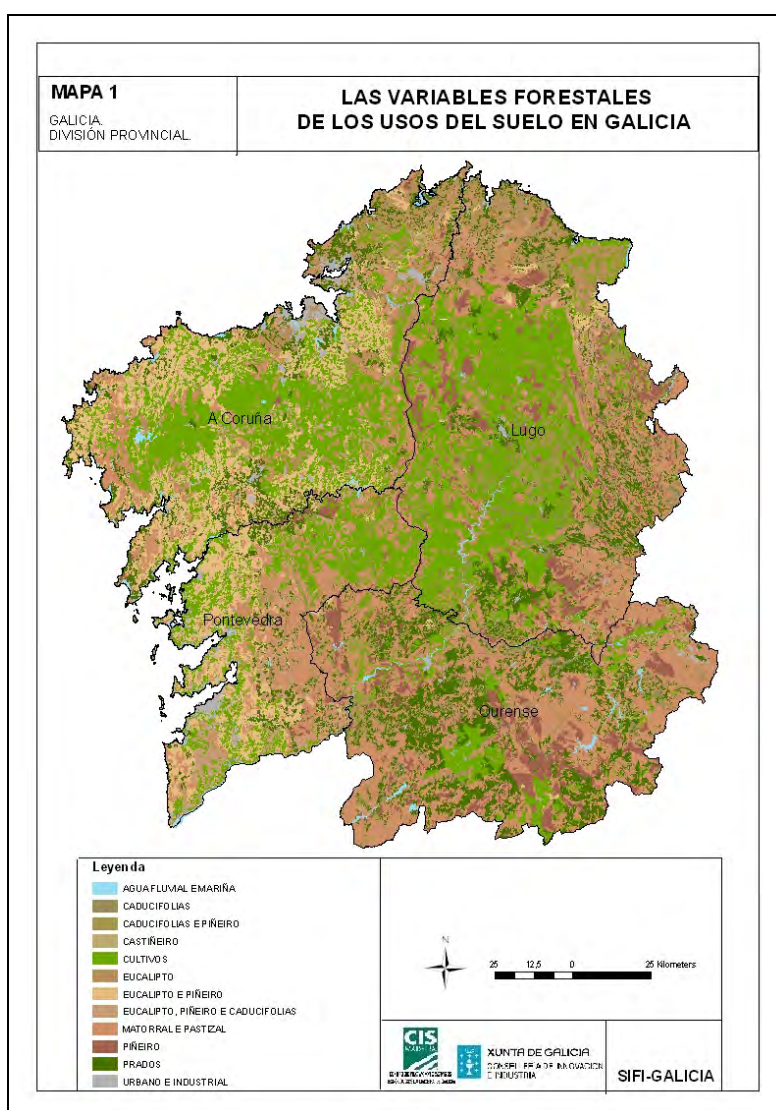 MAPA 1
GALICIA.
DIVISIÓN PROVINCIAL.
LAS VARIABLES FORESTALES
DE LOS USOS DEL SUELO EN GALICIA
A Coruña
Lugo
Pontevedra
Ourense
Leyenda
AGUA FLUVIAL E MARIÑA
CADUCIFOLIAS
CADUCIFOLIAS E PIÑEIRO
CASTIÑEIRO
CULTIVOS
EUCALIPTO
EUCALIPTO E PIÑEIRO
EUCALIPTO, PIÑEIRO E CADUCIFOLIAS
MATORRAL E PASTIZAL
PIÑEIRO
PRADOS
URBANO E INDUSTRIAL
N
25 12,5 0 25 Kilometers
CIS
MADEIRA
XUNTA DE GALICIA
CONSELLERÍA DE INNOVACIÓN
E INDUSTRIA
SIFI-GALICIA